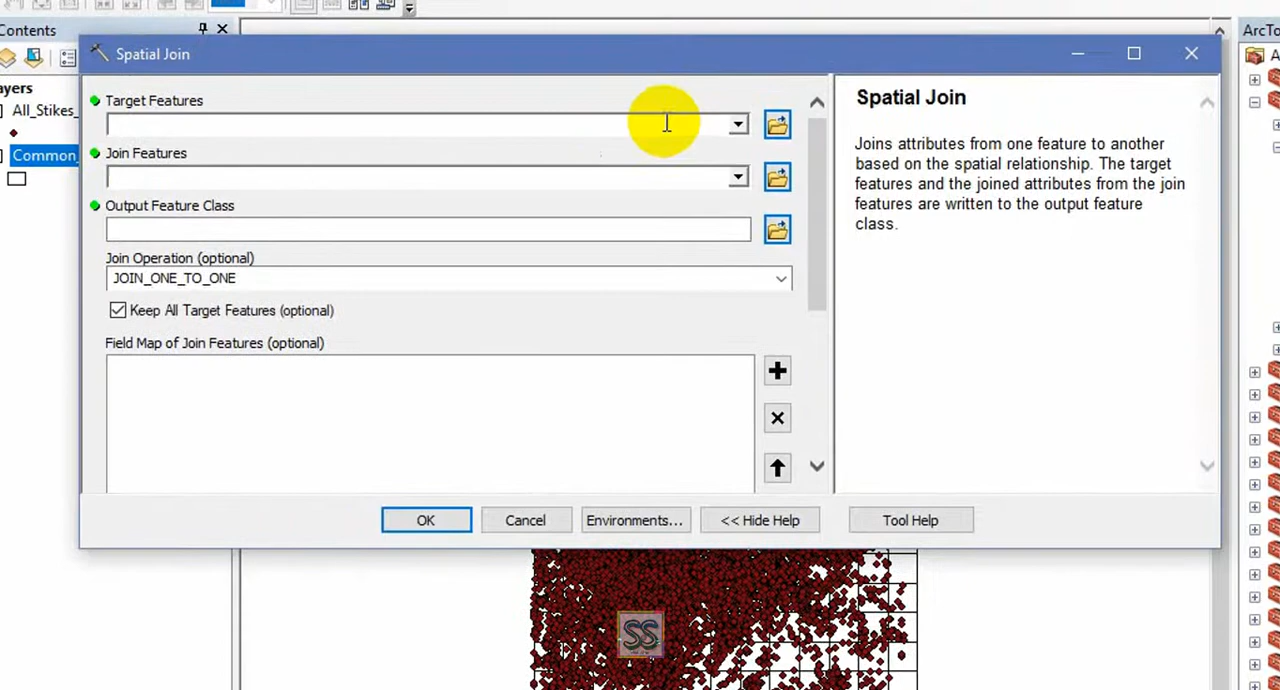 Contents
ArcTo
Spatial Join
ayers
All_Stikes_
Common_
Target Features
Join Features
Output Feature Class
Join Operation (optional)
JOIN_ONE_TO_ONE
Keep All Target Features (optional)
Field Map of Join Features (optional)
Spatial Join
Joins attributes from one feature to another
based on the spatial relationship. The target
features and the joined attributes from the join
features are written to the output feature
class.
OK
Cancel
Environments...
<< Hide Help
Tool Help
A
SS